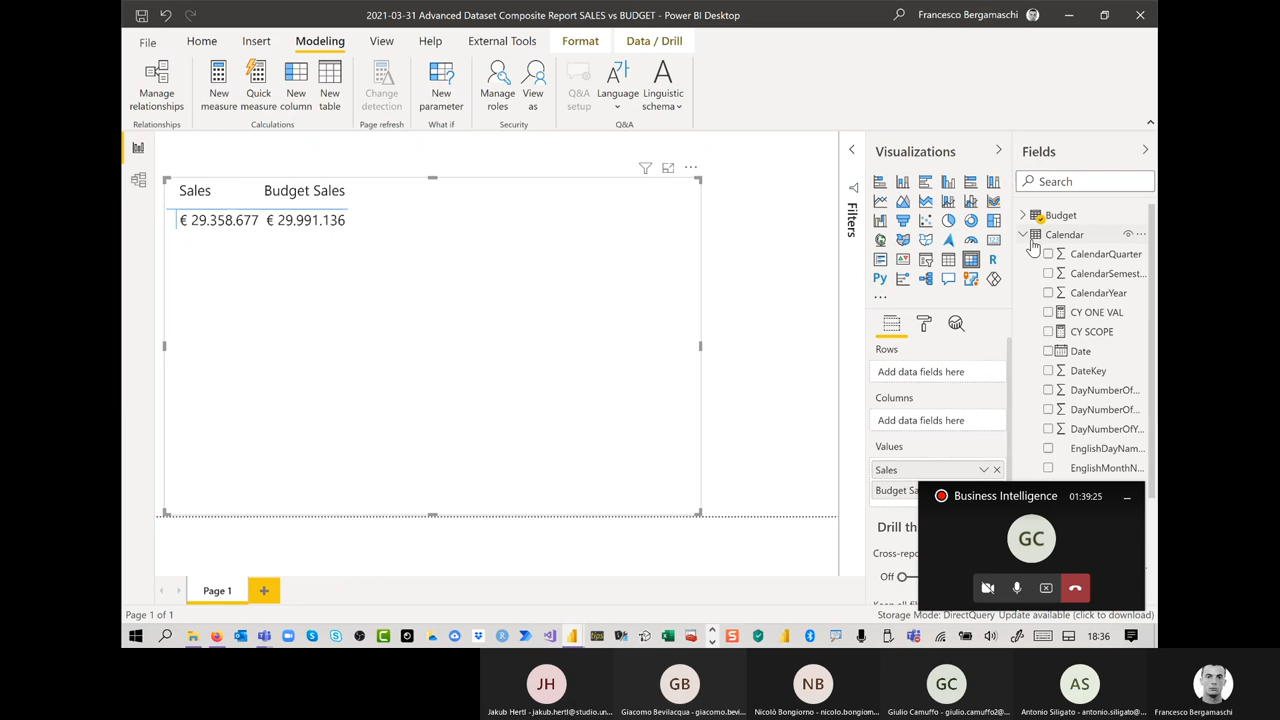 2021-03-31 Advanced Dataset Composite Report SALES vs BUDGET - Power BI Desktop
Francesco Bergamaschi
File Home Insert Modeling View Help External Tools Format Data / Drill
Manage relationships
New measure
Quick measure
New column
New table
Change detection
New parameter
Manage roles
View as
Q&A setup
Language
Linguistic schema
Relationships
Calculations
Page refresh
What if
Security
Q&A
Sales Budget Sales
€ 29.358.677 € 29.991.136
Filters
Visualizations
R
Py
Rows
Add data fields here
Columns
Add data fields here
Values
Sales
Budget Sa
Drill th
Cross-repo
Off
Fields
Search
Budget
Calendar
CalendarQuarter
CalendarSemest...
CalendarYear
CY ONE VAL
CY SCOPE
Date
DateKey
DayNumberOf...
DayNumberOf...
DayNumberOfY...
EnglishDayNam...
EnglishMonthN...
Business Intelligence 01:39:25
GC
Page 1
Page 1 of 1
Storage Mode: DirectQuery Update available (click to download)
18:36
JH GB NB GC AS
Jakub Hertl - jakub.hertl@studio.un...
Giacomo Bevilacqua - giacomo.bevi...
Nicolò Bongiorno - nicolo.bongiorn...
Giulio Camuffo - giulio.camuffo2@...
Antonio Siligato - antonio.siligato@...
Francesco Bergamaschi